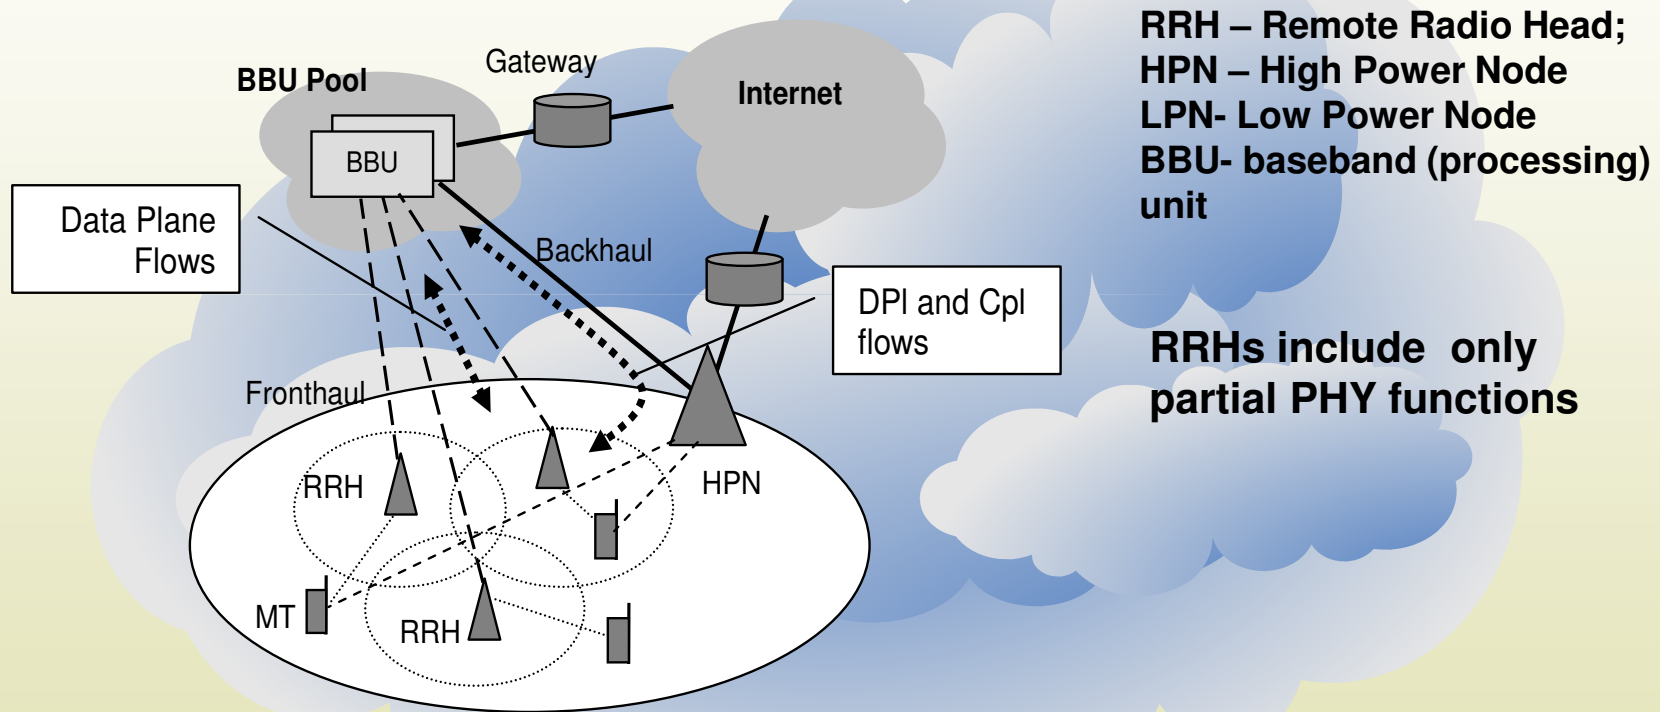 RRH – Remote Radio Head;
HPN – High Power Node
LPN- Low Power Node
BBU- baseband (processing)
unit
Gateway
BBU Pool
Internet
BBU
Data Plane
Flows
Backhaul
DPl and Cpl
flows
RRHs include only
partial PHY functions
Fronthaul
RRH
HPN
MT
RRH